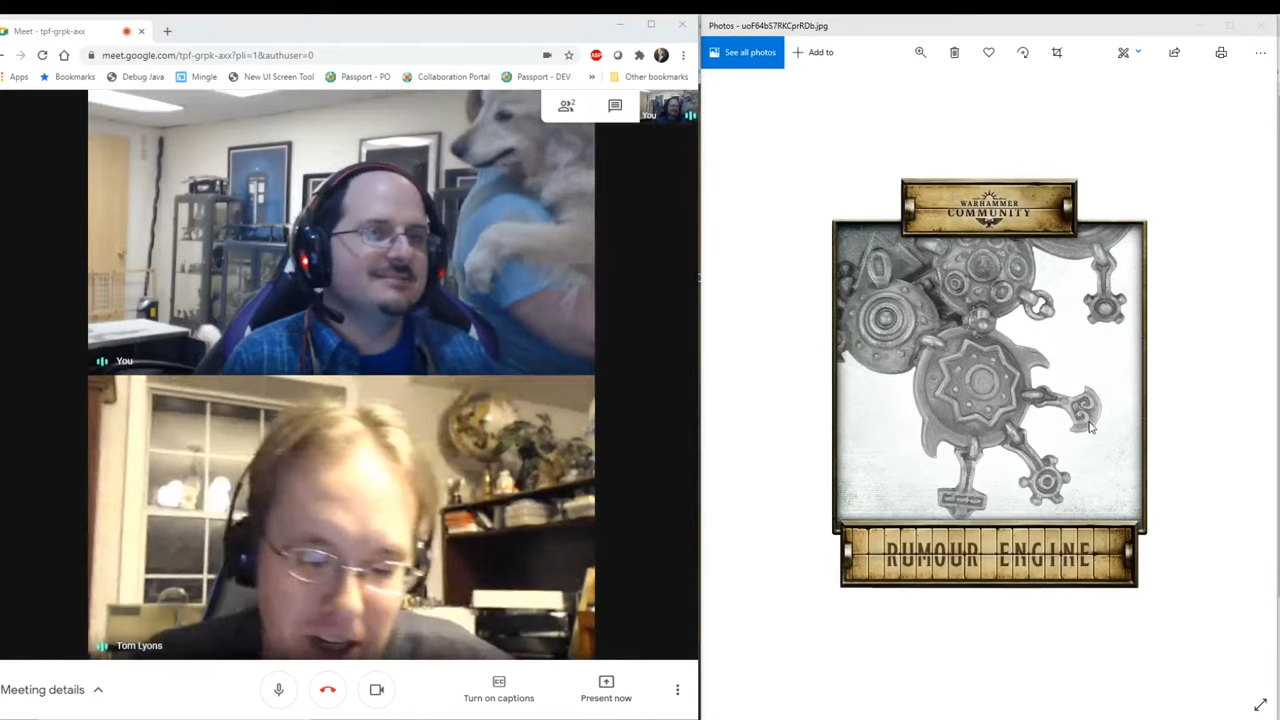 Meet - tpf-grpk-axx
meet.google.com/tpf-grpk-axx?pli=1&authuser=0
Apps Bookmarks Debug Java Mingle New UI Screen Tool Passport - PO Collaboration Portal Passport - DEV » Other bookmarks
2
You
You
Tom Lyons
Meeting details
Turn on captions
Present now
Photos - uoF64bS7RKCprRDb.jpg
See all photos
Add to
WARHAMMER
COMMUNITY
RUMOUR ENGINE